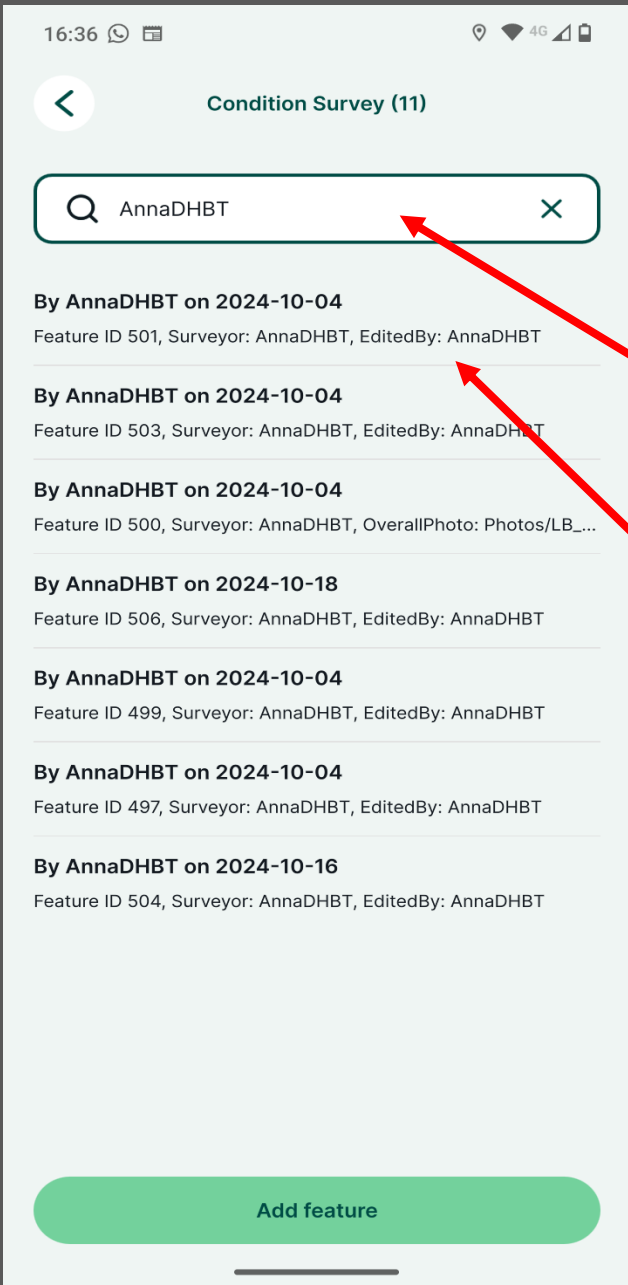 16:36 4G
Condition Survey (11)
AnnaDHBT
By AnnaDHBT on 2024-10-04
Feature ID 501, Surveyor: AnnaDHBT, EditedBy: AnnaDHBT
By AnnaDHBT on 2024-10-04
Feature ID 503, Surveyor: AnnaDHBT, EditedBy: AnnaDHBT
By AnnaDHBT on 2024-10-04
Feature ID 500, Surveyor: AnnaDHBT, OverallPhoto: Photos/LB_...
By AnnaDHBT on 2024-10-18
Feature ID 506, Surveyor: AnnaDHBT, EditedBy: AnnaDHBT
By AnnaDHBT on 2024-10-04
Feature ID 499, Surveyor: AnnaDHBT, EditedBy: AnnaDHBT
By AnnaDHBT on 2024-10-04
Feature ID 497, Surveyor: AnnaDHBT, EditedBy: AnnaDHBT
By AnnaDHBT on 2024-10-16
Feature ID 504, Surveyor: AnnaDHBT, EditedBy: AnnaDHBT
Add feature